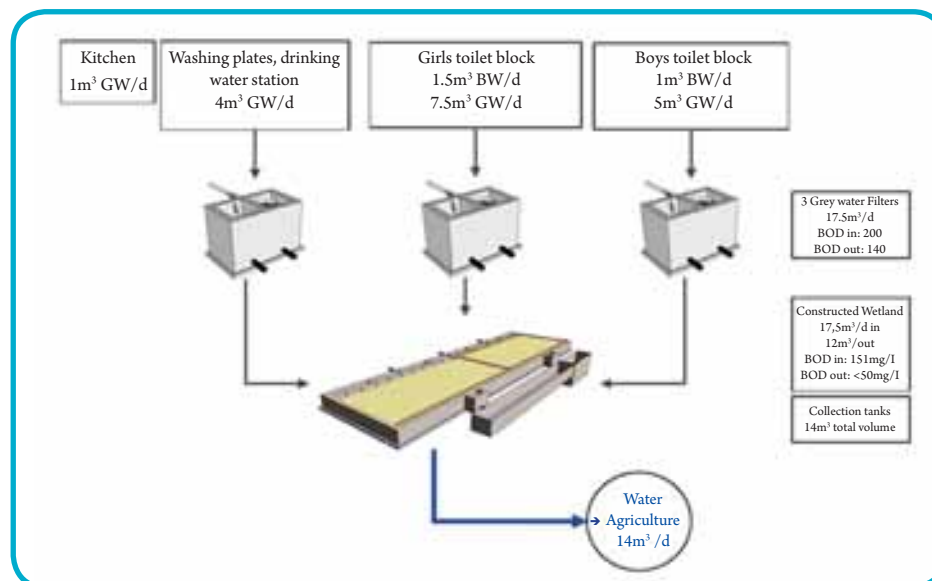 Kitchen
1m³ GW/d
Washing plates, drinking
water station
4m³ GW/d
Girls toilet block
1.5m³ BW/d
7.5m³ GW/d
Boys toilet block
1m³ BW/d
5m³ GW/d
3 Grey water Filters
17.5m³/d
BOD in: 200
BOD out: 140
Constructed Wetland
17,5m³/d in
12m³/out
BOD in: 151mg/I
BOD out: <50mg/I
Collection tanks
14m³ total volume
Water
Agriculture
14m³ /d